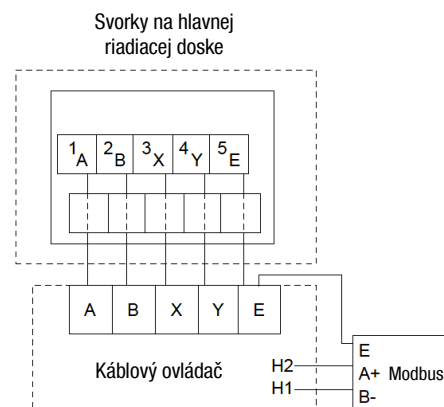 Svorky na hlavnej
riadiacej doske
1A 2B 3X 4Y 5E
A B X Y E
Káblový ovládač
H2
H1
E
A+ Modbus
B-